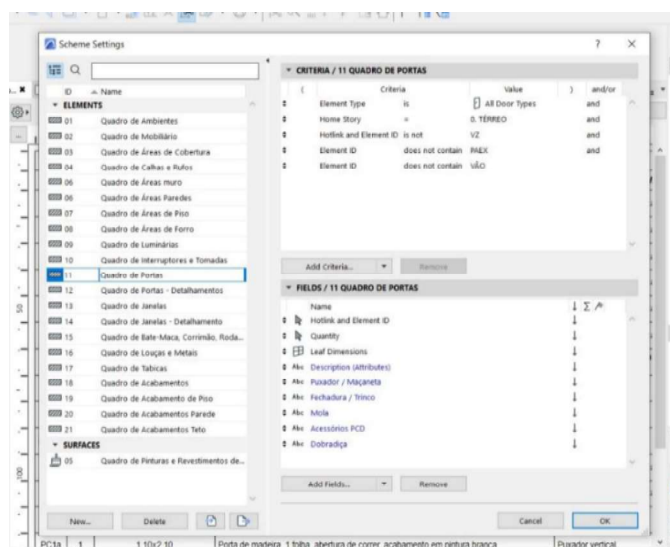 Scheme Settings
? ×
ID Name
ELEMENTS
01 Quadro de Ambientes
02 Quadro de Mobiliário
03 Quadro de Áreas de Cobertura
04 Quadro de Calhas e Rufos
06 Quadro de Áreas muro
06 Quadro de Áreas Paredes
07 Quadro de Áreas de Piso
08 Quadro de Áreas de Forro
09 Quadro de Luminárias
10 Quadro de Interruptores e Tomadas
11 Quadro de Portas
12 Quadro de Portas - Detalhamentos
13 Quadro de Janelas
14 Quadro de Janelas - Detalhamento
15 Quadro de Bate-Maca, Corrimão, Roda...
16 Quadro de Louças e Metais
17 Quadro de Tabicas
18 Quadro de Acabamentos
19 Quadro de Acabamento de Piso
20 Quadro de Acabamentos Parede
21 Quadro de Acabamentos Teto
SURFACES
05 Quadro de Pinturas e Revestimentos de...
New... Delete
CRITERIA / 11 QUADRO DE PORTAS
( Criteria Value ) and/or
Element Type is All Door Types and
Home Story = 0. TÉRREO and
Hotlink and Element ID is not VZ and
Element ID does not contain PAEX and
Element ID does not contain VÃO
Add Criteria... Remove
FIELDS / 11 QUADRO DE PORTAS
Name
Hotlink and Element ID
Quantity
Leaf Dimensions
Abc Description (Attributes)
Abc Puxador / Maçaneta
Abc Fechadura / Trinco
Abc Mola
Abc Acessórios PCD
Abc Dobradiça
Add Fields... Remove
Cancel OK
PC1a 1 1,10x2,10 Porta de madeira, 1 folha, abertura de correr, acabamento em pintura branca Puxador vertical